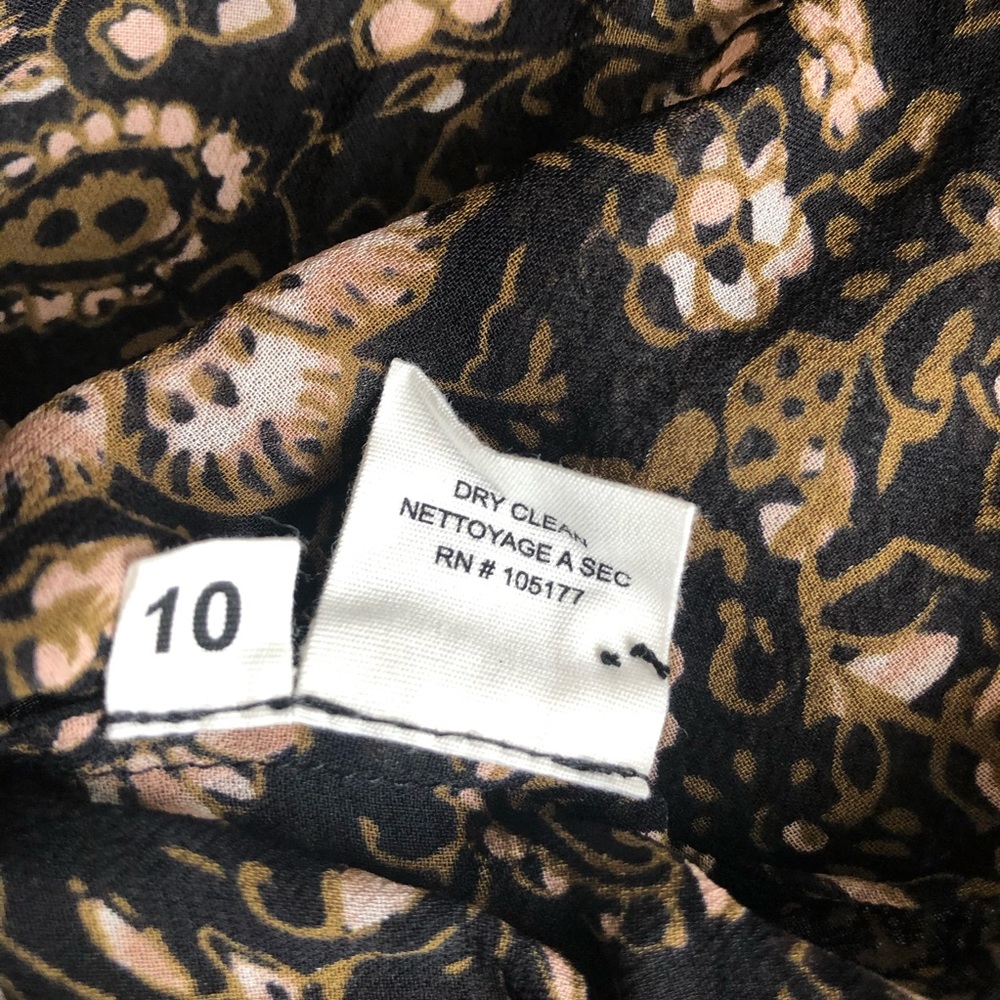 10
DRY CLEAN
NETTOYAGE A SEC
RN # 105177